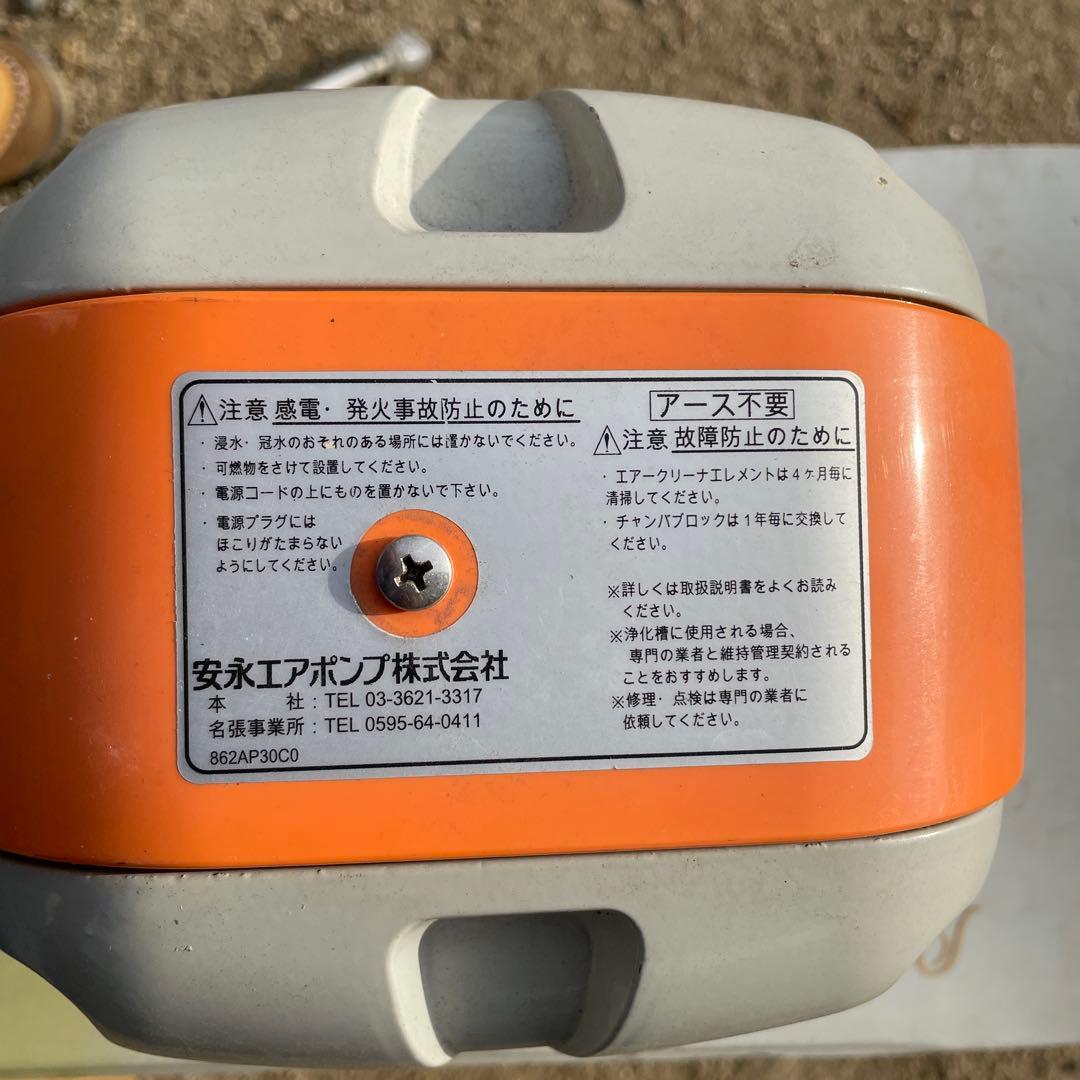 注意 感電・発火事故防止のために
・浸水・冠水のおそれのある場所には置かないでください。
・可燃物をさけて設置してください。
・電源コードの上にものを置かないで下さい。
・電源プラグには
ほこりがたまらない
ようにしてください。
安永エアポンプ株式会社
本社：TEL 03-3621-3317
名張事業所：TEL 0595-64-0411
862AP30C0
アース不要
注意 故障防止のために
・エアークリーナエレメントは4ケ月毎に
清掃してください。
・チャンバブロックは1年毎に交換して
ください。
※詳しくは取扱説明書をよくお読み
ください。
※浄化槽に使用される場合、
専門の業者と維持管理契約される
ことをおすすめします。
※修理・点検は専門の業者に
依頼してください。